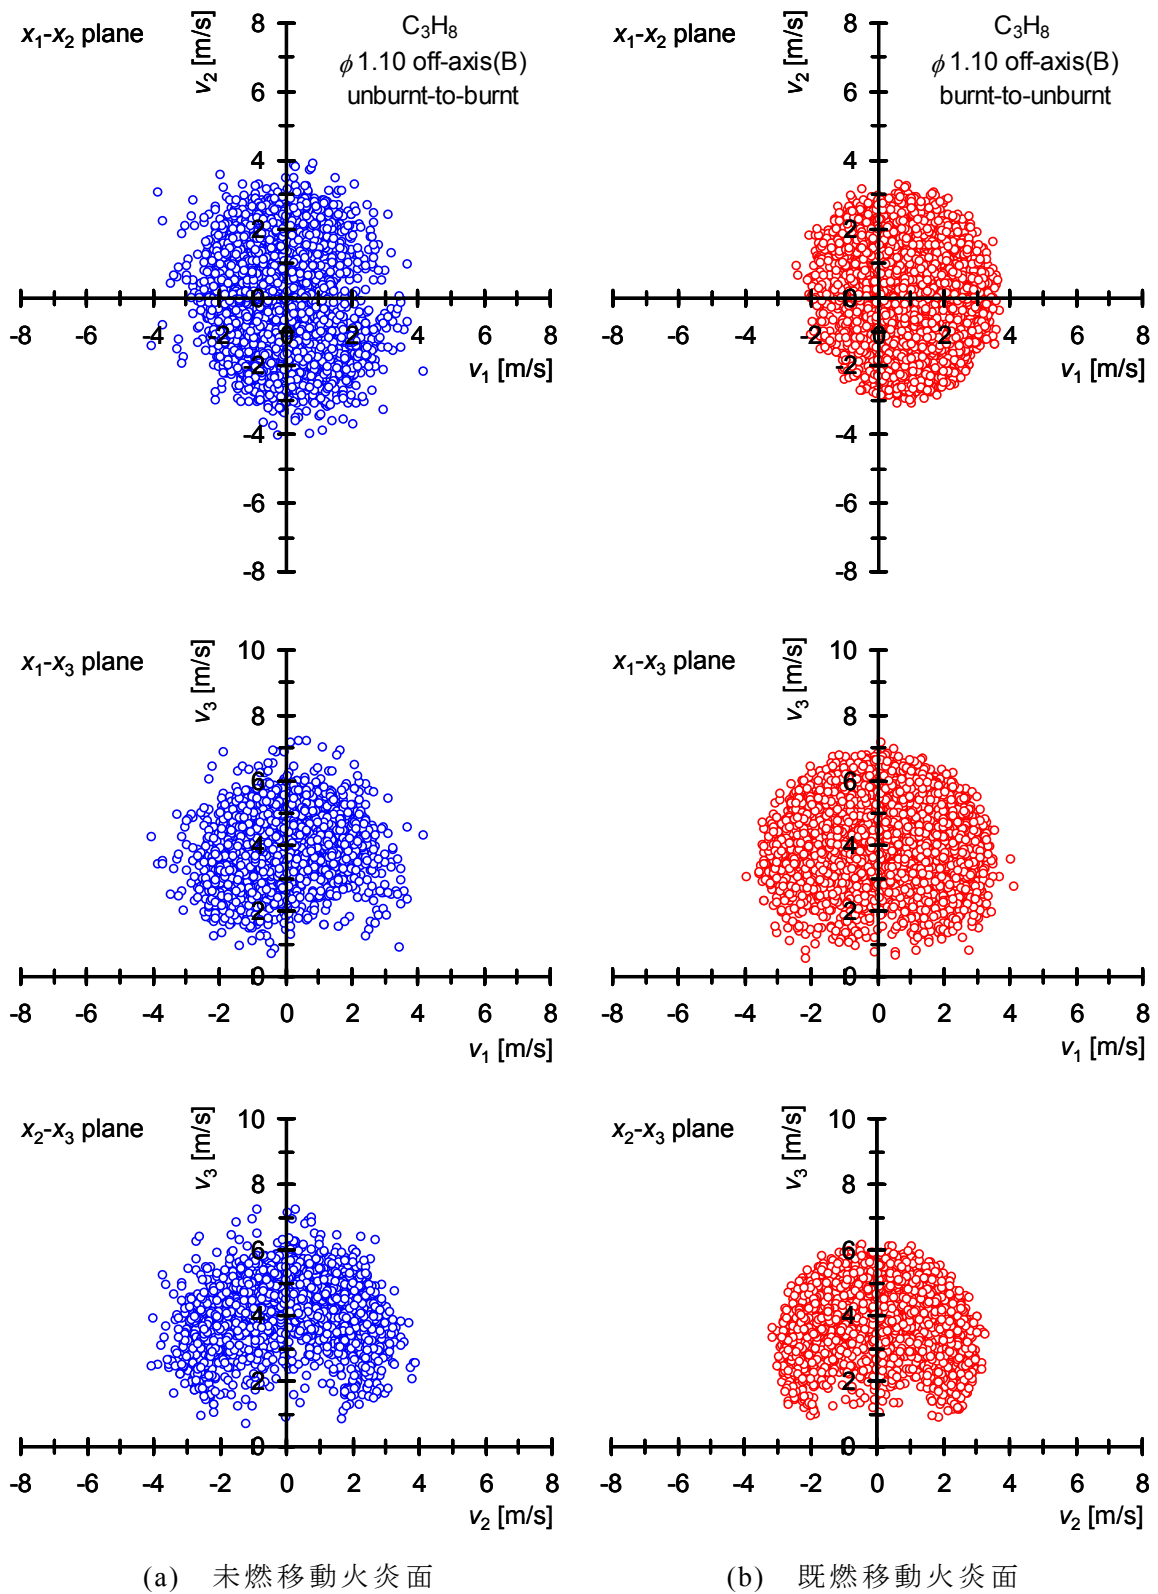 x₁-x₂ plane
v₂ [m/s]
C₃H₈
ϕ 1.10 off-axis(B)
unburnt-to-burnt
8
6
4
2
0
-2
-4
-6
-8
-8 -6 -4 -2 0 2 4 6 8
v₁ [m/s]
x₁-x₂ plane
v₂ [m/s]
C₃H₈
ϕ 1.10 off-axis(B)
burnt-to-unburnt
8
6
4
2
0
-2
-4
-6
-8
-8 -6 -4 -2 0 2 4 6 8
v₁ [m/s]
x₁-x₃ plane
v₃ [m/s]
10
8
6
4
2
0
-8 -6 -4 -2 0 2 4 6 8
v₁ [m/s]
x₁-x₃ plane
v₃ [m/s]
10
8
6
4
2
0
-8 -6 -4 -2 0 2 4 6 8
v₁ [m/s]
x₂-x₃ plane
v₃ [m/s]
10
8
6
4
2
0
-8 -6 -4 -2 0 2 4 6 8
v₂ [m/s]
x₂-x₃ plane
v₃ [m/s]
10
8
6
4
2
0
-8 -6 -4 -2 0 2 4 6 8
v₂ [m/s]
(a) 未燃移動火炎面
(b) 既燃移動火炎面